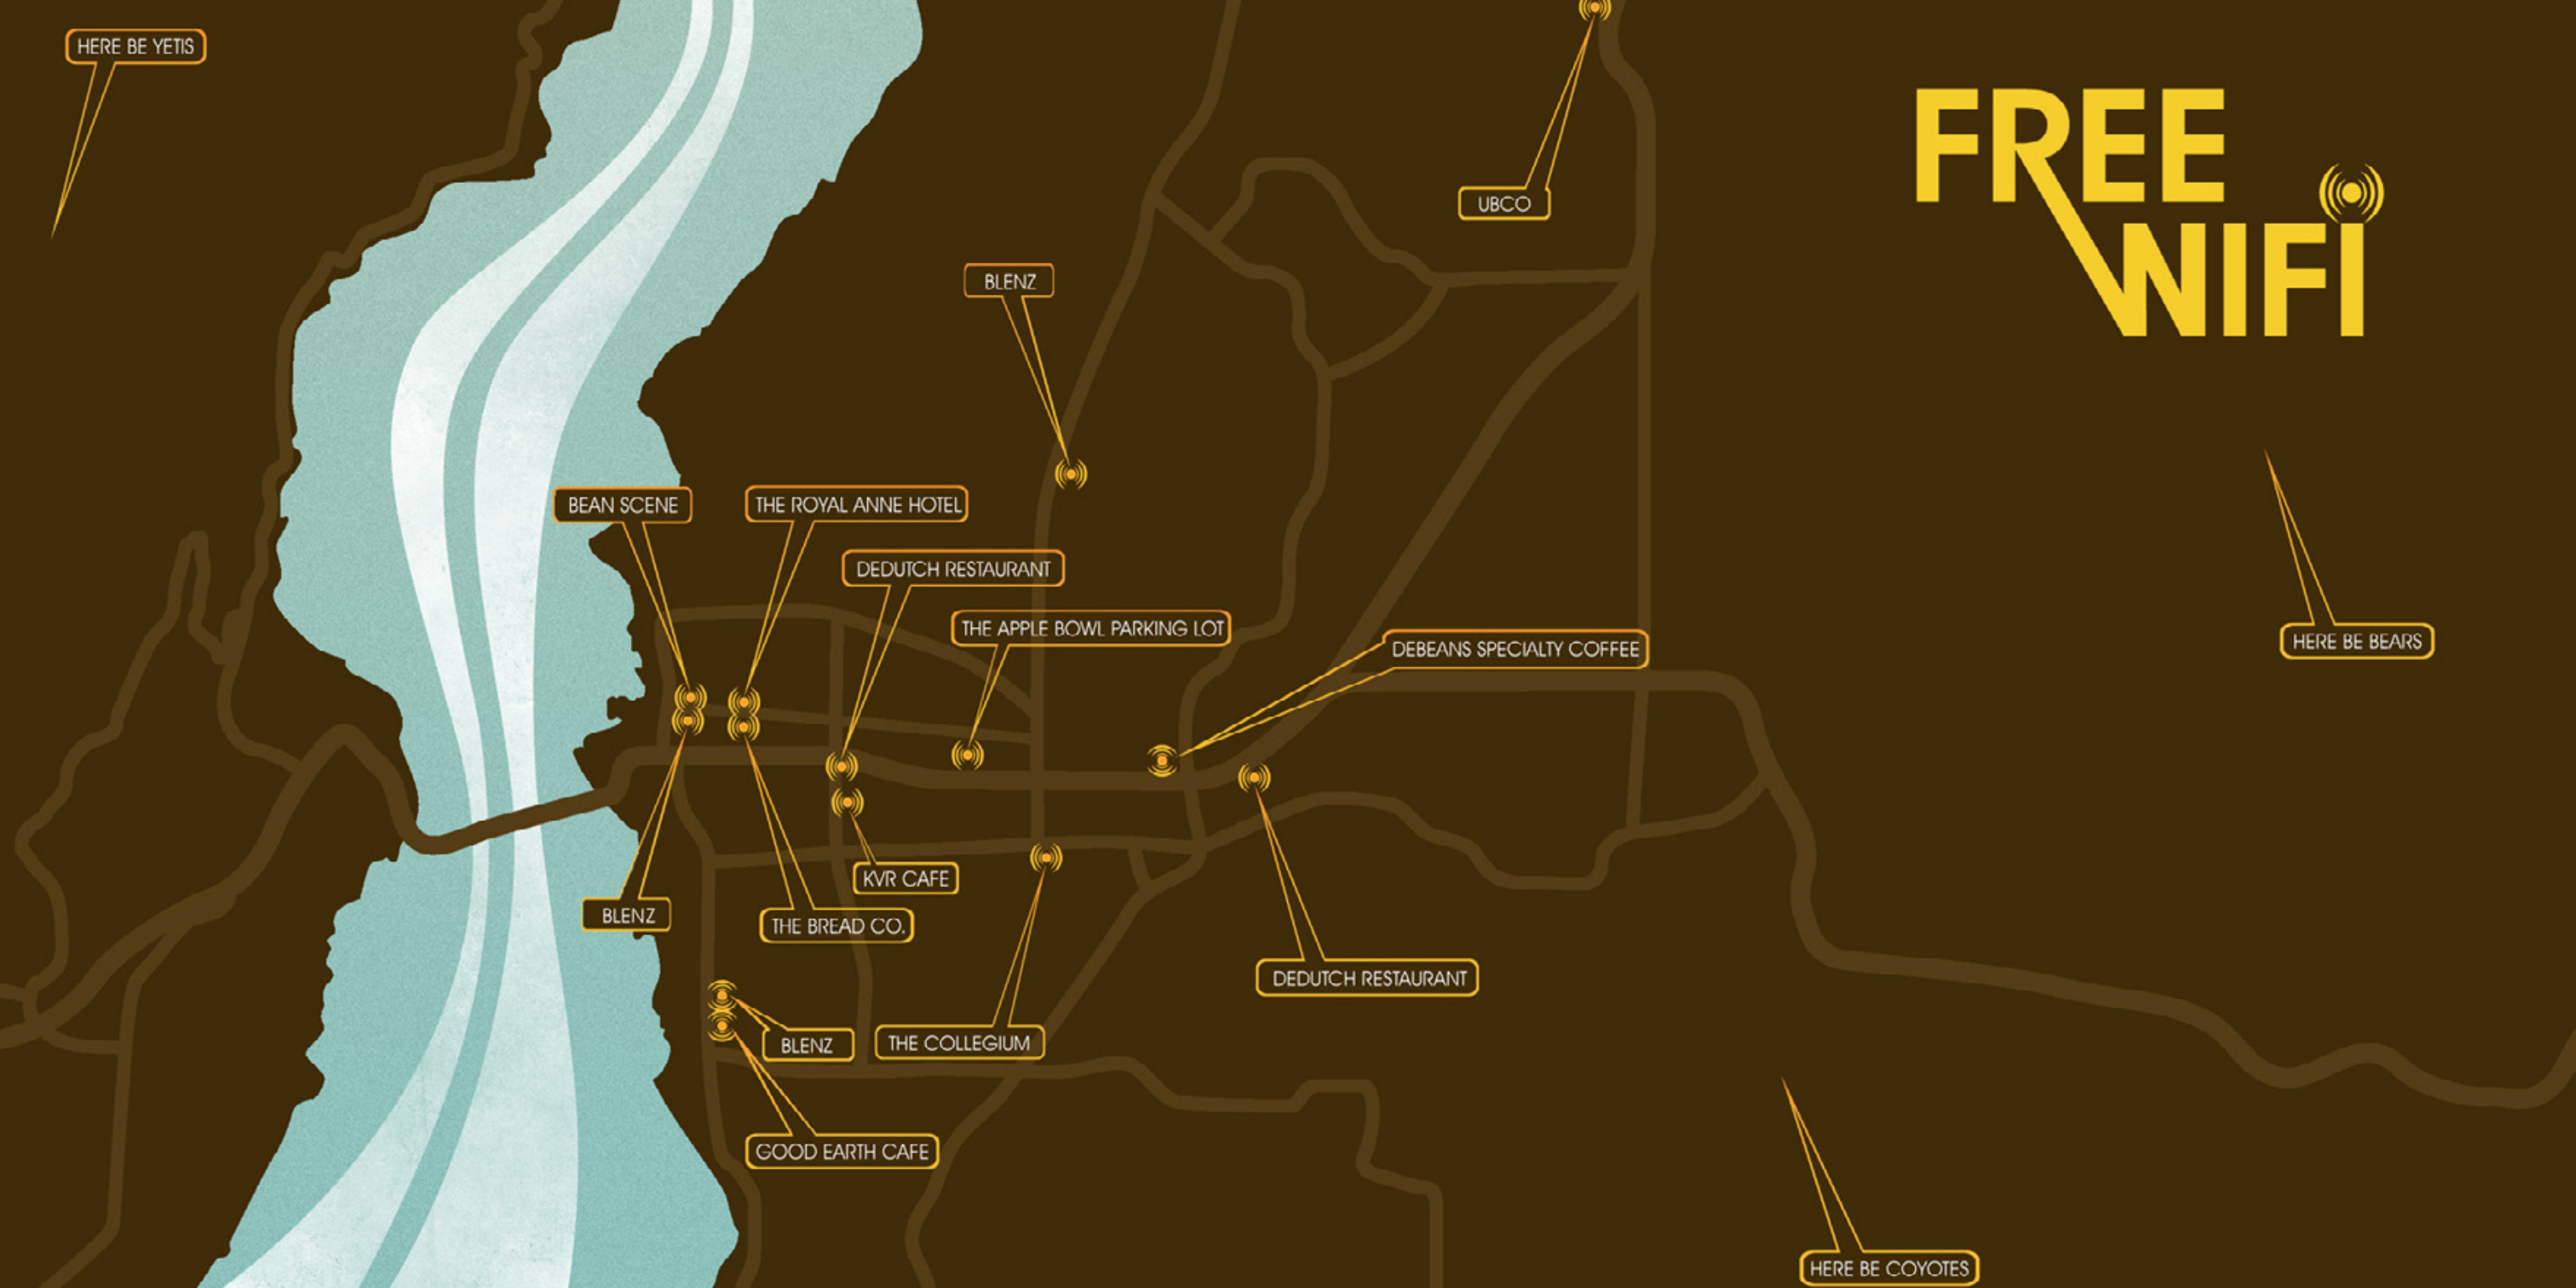 HERE BE YETIS
FREE
WIFI
UBCO
BLENZ
BEAN SCENE
THE ROYAL ANNE HOTEL
DEDUTCH RESTAURANT
THE APPLE BOWL PARKING LOT
DEBEANS SPECIALTY COFFEE
HERE BE BEARS
KVR CAFE
BLENZ
THE BREAD CO.
DEDUTCH RESTAURANT
BLENZ
THE COLLEGIUM
GOOD EARTH CAFE
HERE BE COYOTES